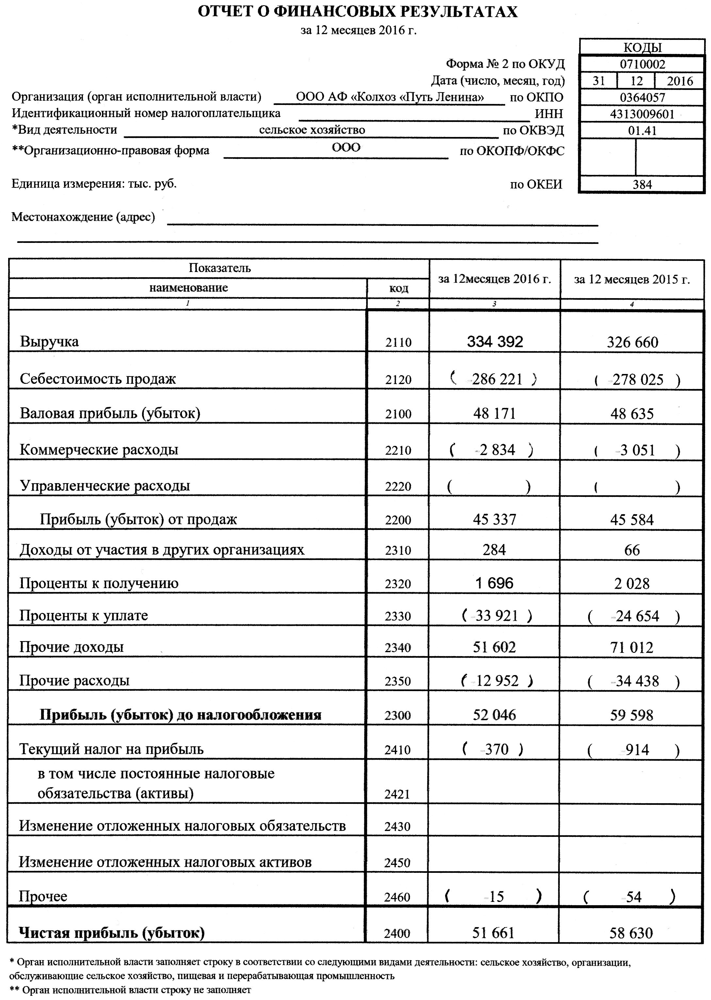 ОТЧЕТ О ФИНАНСОВЫХ РЕЗУЛЬТАТАХ
за 12 месяцев 2016 г.
КОДЫ
Форма № 2 по ОКУД 0710002
Дата (число, месяц, год) 31 12 2016
Организация (орган исполнительной власти) ООО АФ «Колхоз «Путь Ленина» по ОКПО 0364057
Идентификационный номер налогоплательщика ИНН 4313009601
*Вид деятельности сельское хозяйство по ОКВЭД 01.41
**Организационно-правовая форма ООО по ОКОПФ/ОКФС
Единица измерения: тыс. руб. по ОКЕИ 384
Местонахождение (адрес)
Показатель за 12месяцев 2016 г. за 12 месяцев 2015 г.
наименование код
1 2 3 4
Выручка 2110 334 392 326 660
Себестоимость продаж 2120 ( -286 221 ) ( -278 025 )
Валовая прибыль (убыток) 2100 48 171 48 635
Коммерческие расходы 2210 ( -2 834 ) ( -3 051 )
Управленческие расходы 2220 ( ) ( )
Прибыль (убыток) от продаж 2200 45 337 45 584
Доходы от участия в других организациях 2310 284 66
Проценты к получению 2320 1 696 2 028
Проценты к уплате 2330 ( -33 921 ) ( -24 654 )
Прочие доходы 2340 51 602 71 012
Прочие расходы 2350 ( -12 952 ) ( -34 438 )
Прибыль (убыток) до налогообложения 2300 52 046 59 598
Текущий налог на прибыль 2410 ( -370 ) ( -914 )
в том числе постоянные налоговые
обязательства (активы) 2421
Изменение отложенных налоговых обязательств 2430
Изменение отложенных налоговых активов 2450
Прочее 2460 ( -15 ) ( -54 )
Чистая прибыль (убыток) 2400 51 661 58 630
* Орган исполнительной власти заполняет строку в соответствии со следующими видами деятельности: сельское хозяйство, организации,
обслуживающие сельское хозяйство, пищевая и перерабатывающая промышленность
** Орган исполнительной власти строку не заполняет